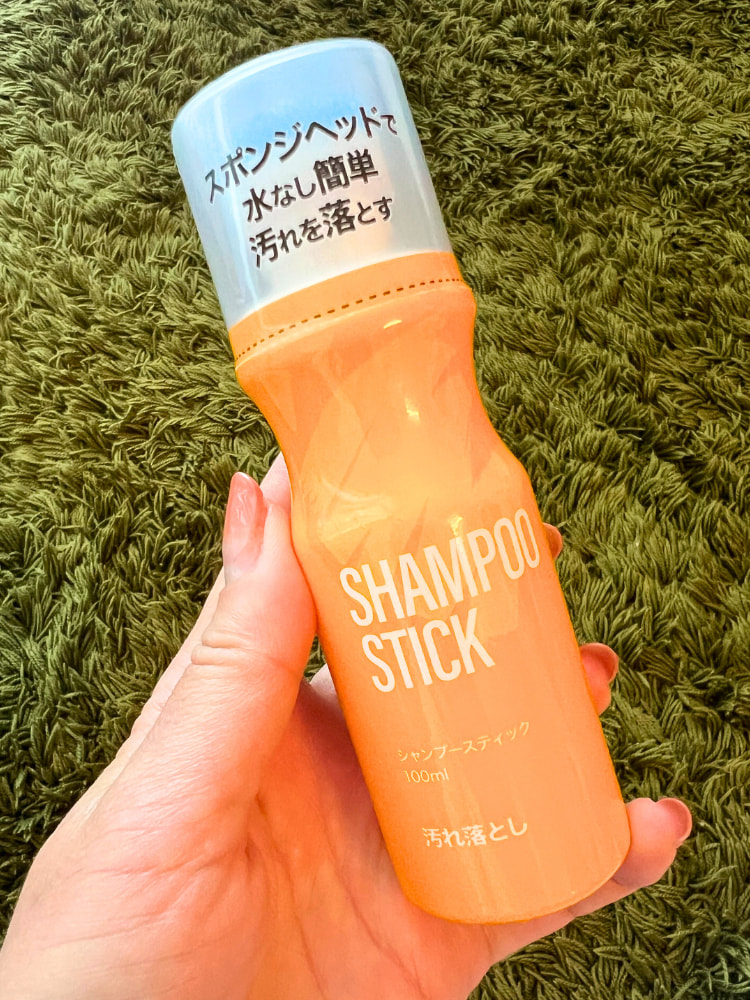 スポンジヘッドで
水なし簡単
汚れを落とす
SHAMPOO
STICK
シャンプースティック
100ml
汚れ落とし